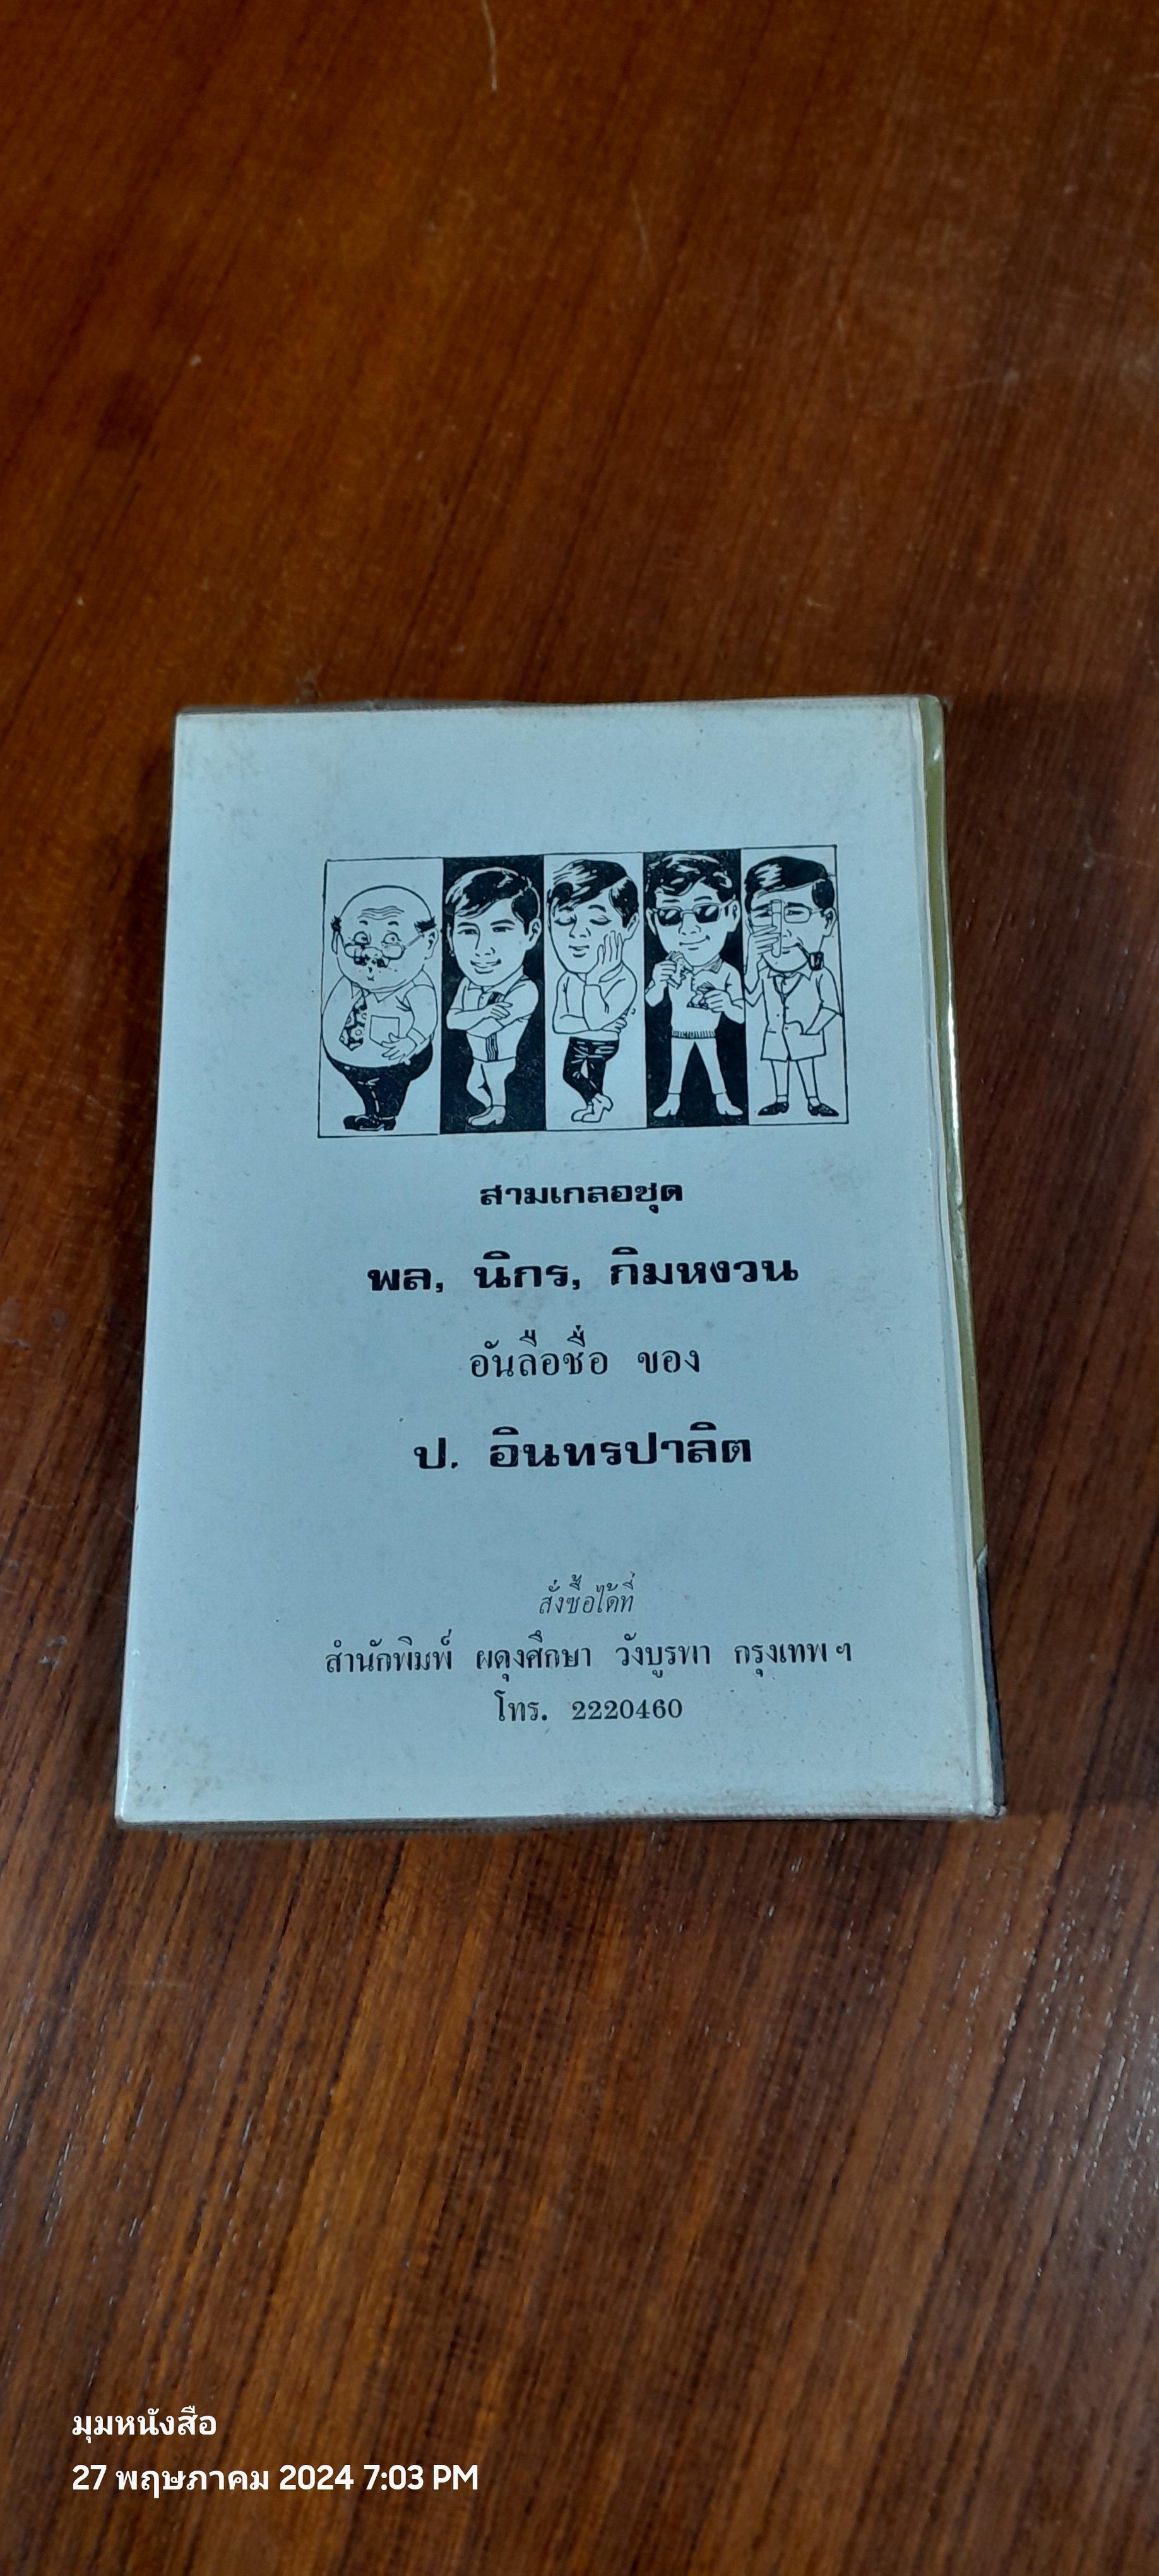 สามเกลอชุด
พล, นิกร, กิมหงวน
อันลือชื่อ ของ
ป. อินทรปาลิต
สั่งซื้อได้ที่
สำนักพิมพ์ ผดุงศึกษา วังบูรพา กรุงเทพ ฯ
โทร. 2220460
มุมหนังสือ
27 พฤษภาคม 2024 7:03 PM